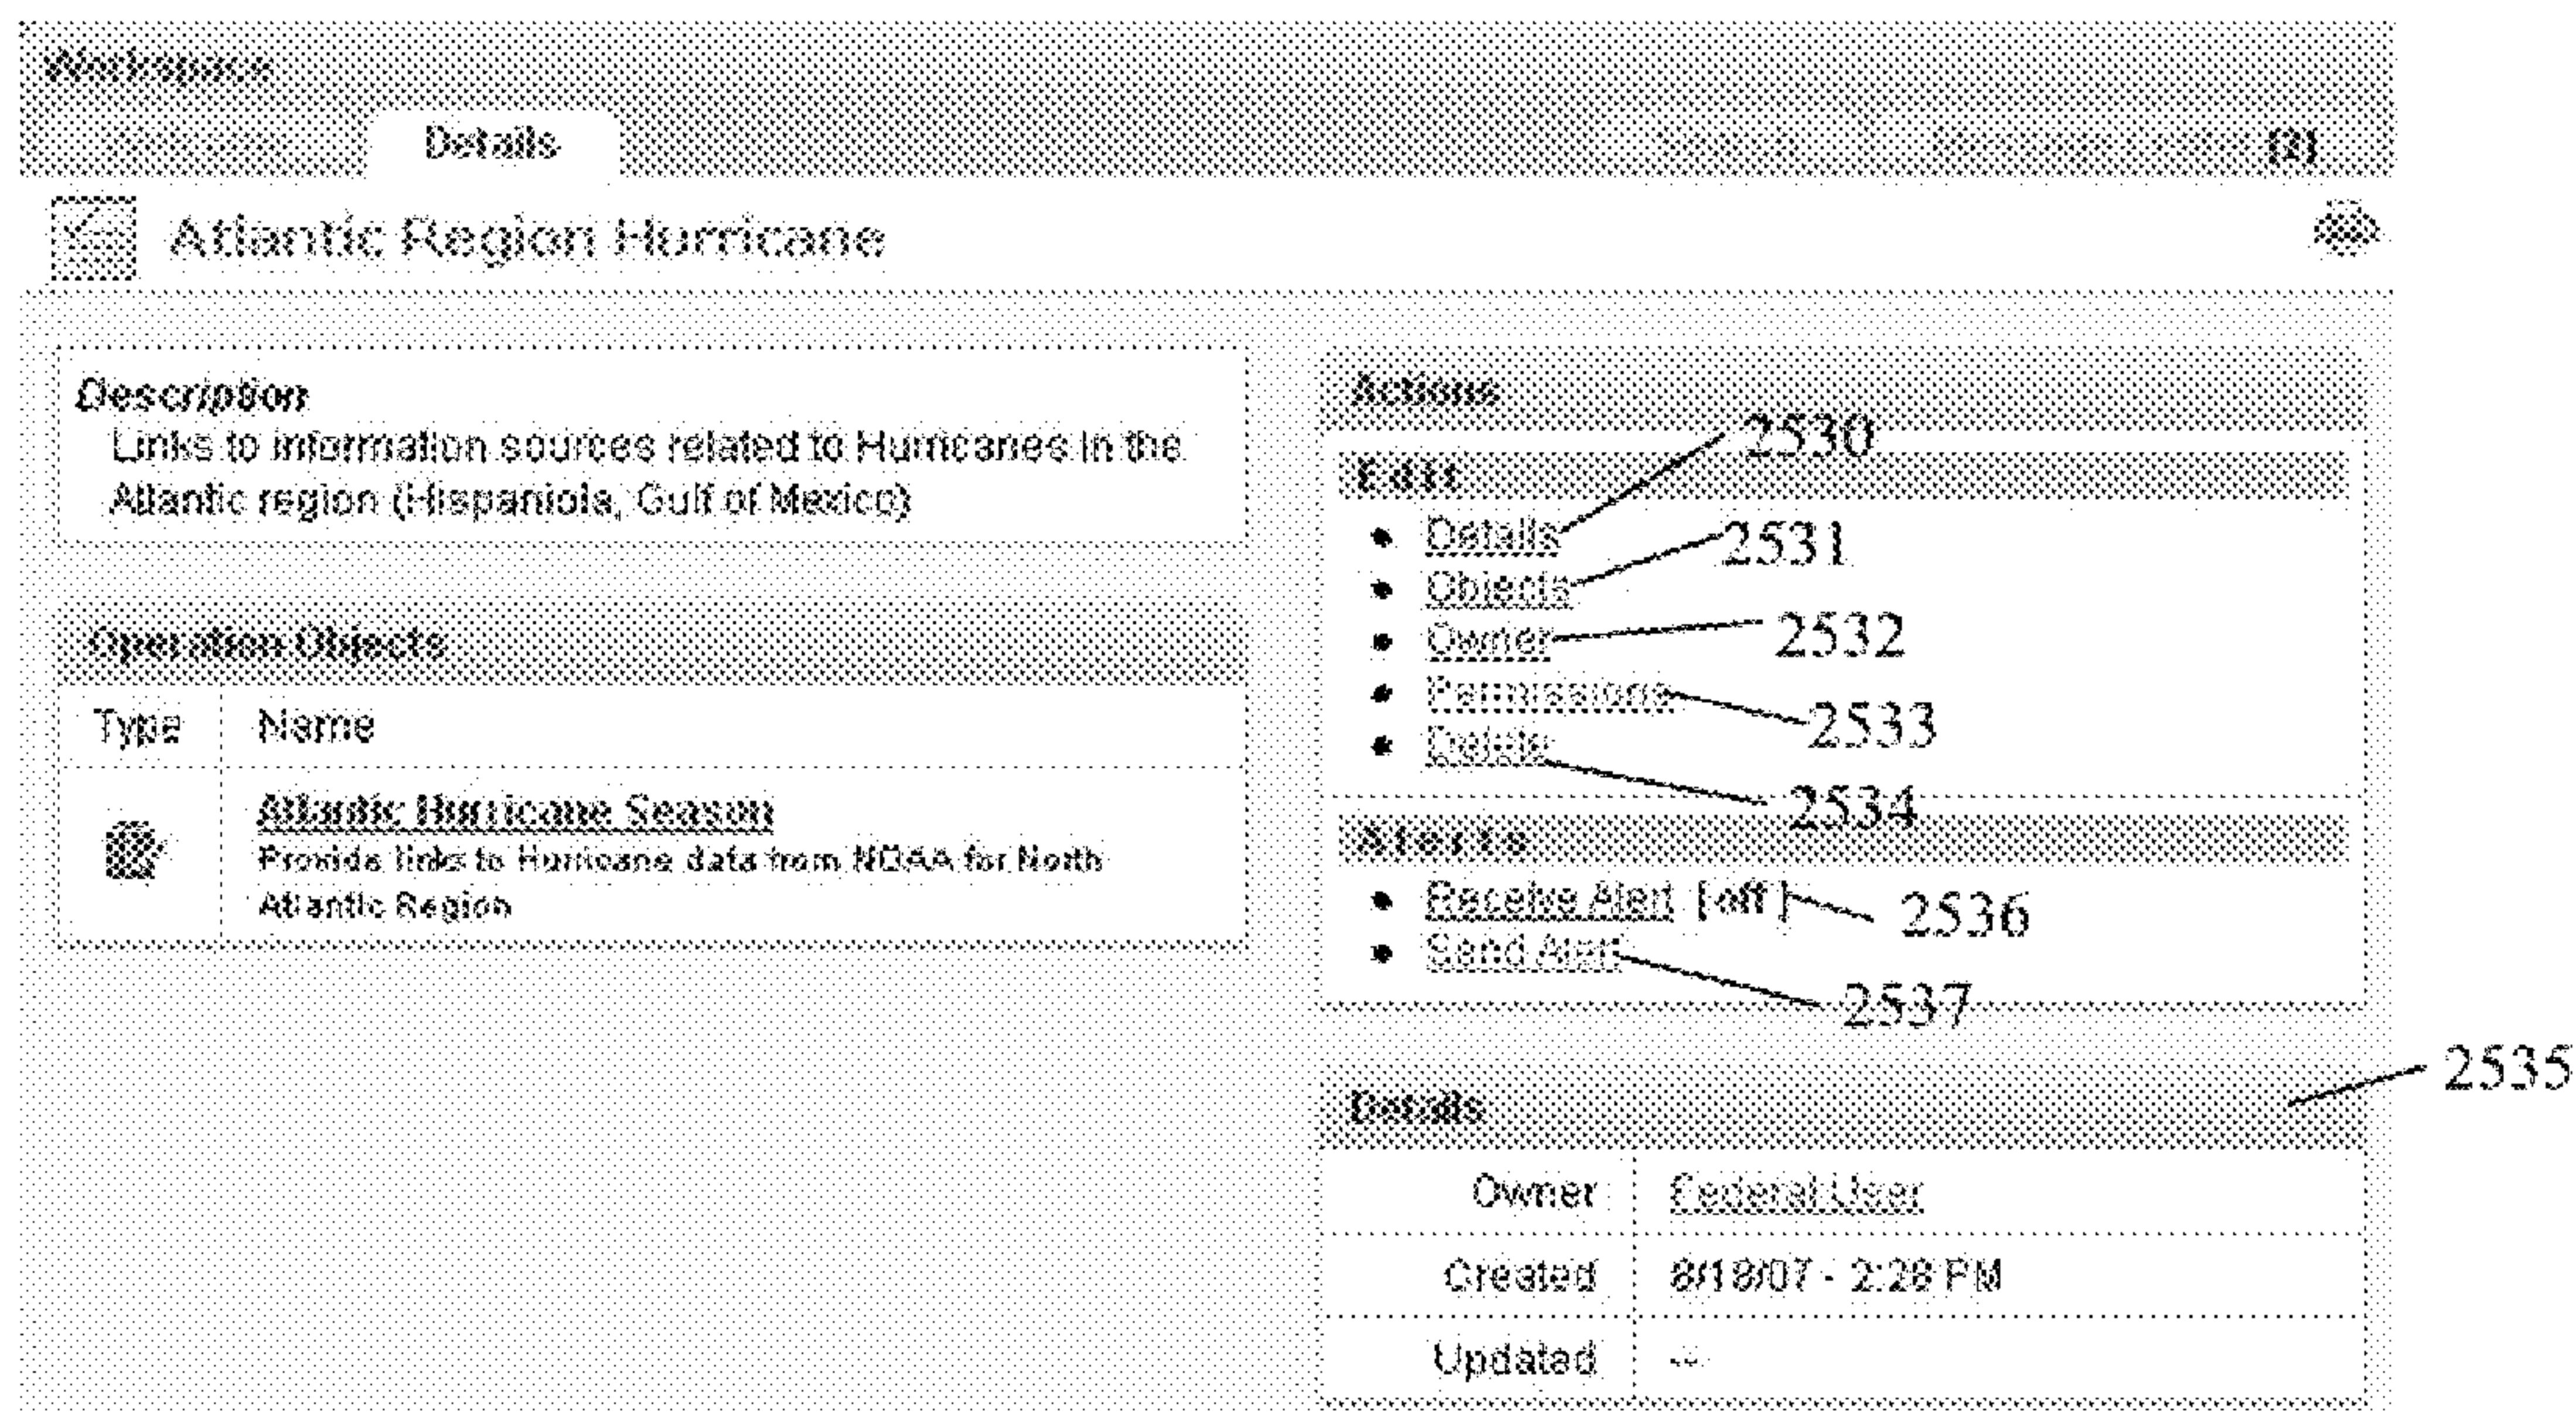 Workspace
Details
(2)
Atlantic Region Hurricane
Description
Links to information sources related to Hurricanes in the
Atlantic region (Hispaniola, Gulf of Mexico)
Operation Objects
Type Name
Atlantic Hurricane Season
Provide links to Hurricane data from NOAA for North
Atlantic Region
Actions
2530
Edit
• Details
2531
• Objects
• Owner 2532
• Permissions 2533
• Delete
2534
Alerts
• Receive Alert [off] 2536
• Send Alert
2537
2535
Details
Owner Federal User
Created 8/18/07 - 2:28 PM
Updated --